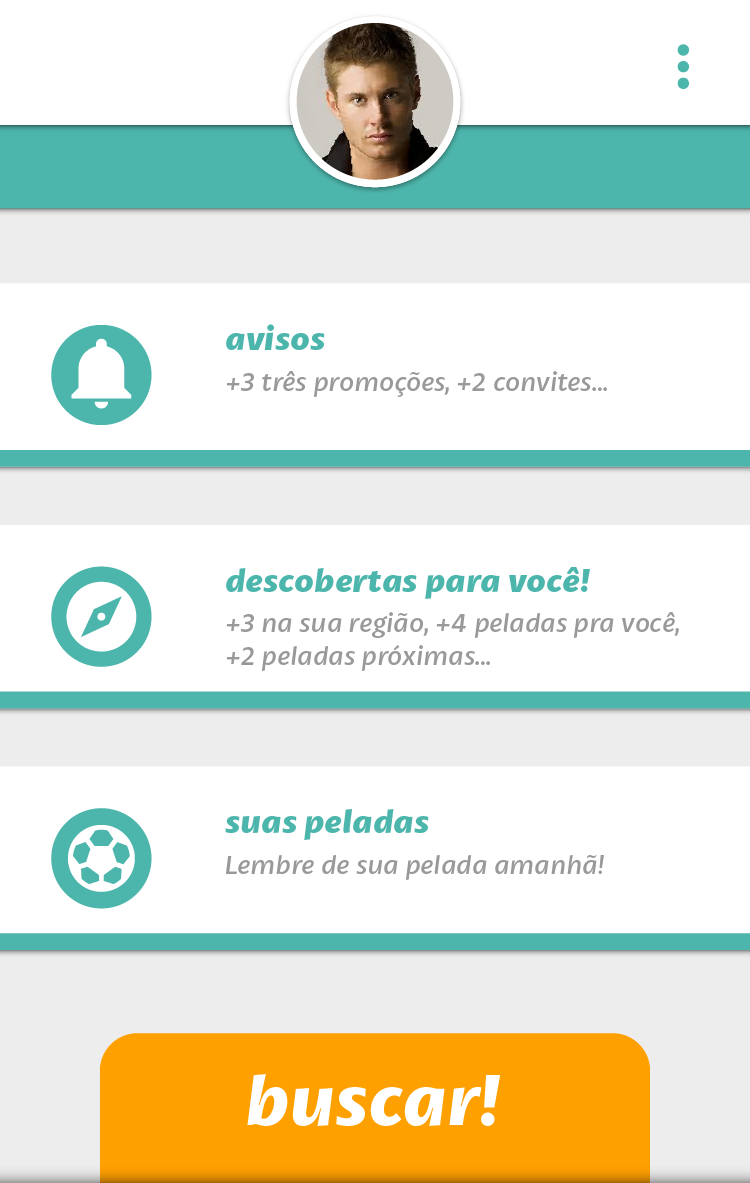 avisos
+3 três promoções, +2 convites...
descobertas para você!
+3 na sua região, +4 peladas pra você,
+2 peladas próximas...
suas peladas
Lembre de sua pelada amanhã!
buscar!